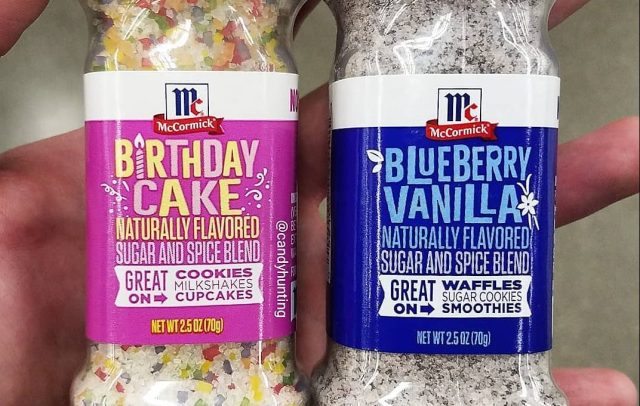 Mc
McCormick
BIRTHDAY
CAKE
NATURALLY FLAVORED
SUGAR AND SPICE BLEND
GREAT
ON
COOKIES
MILKSHAKES
CUPCAKES
NET WT 2.5 OZ (70g)
@candyhunting
Mc
McCormick
BLUEBERRY
VANILLA
NATURALLY FLAVORED
SUGAR AND SPICE BLEND
GREAT
ON
WAFFLES
SUGAR COOKIES
SMOOTHIES
NET WT 2.5 OZ (70g)